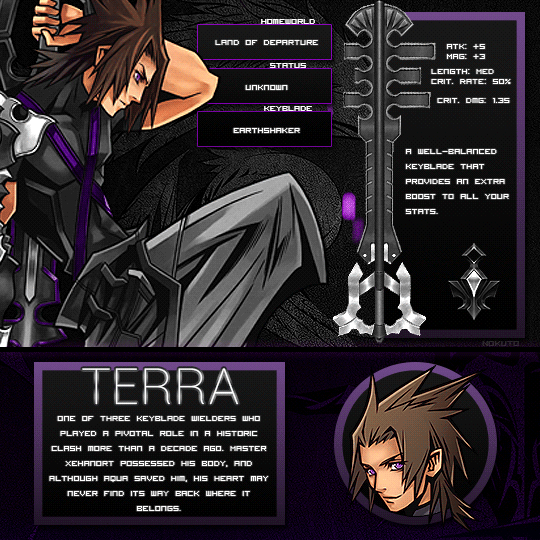 HOMEWORLD
LAND OF DEPARTURE
STATUS
UNKNOWN
KEYBLADE
EARTHSHAKER
ATK: +5
MAG: +3
LENGTH: MED
CRIT. RATE: 50%
CRIT. DMG: 1.35
A WELL-BALANCED
KEYBLADE THAT
PROVIDES AN EXTRA
BOOST TO ALL YOUR
STATS.
NOKUTO
TERRA
ONE OF THREE KEYBLADE WIELDERS WHO
PLAYED A PIVOTAL ROLE IN A HISTORIC
CLASH MORE THAN A DECADE AGO. MASTER
XEHANORT POSSESSED HIS BODY, AND
ALTHOUGH AQUA SAVED HIM, HIS HEART MAY
NEVER FIND ITS WAY BACK WHERE IT
BELONGS.